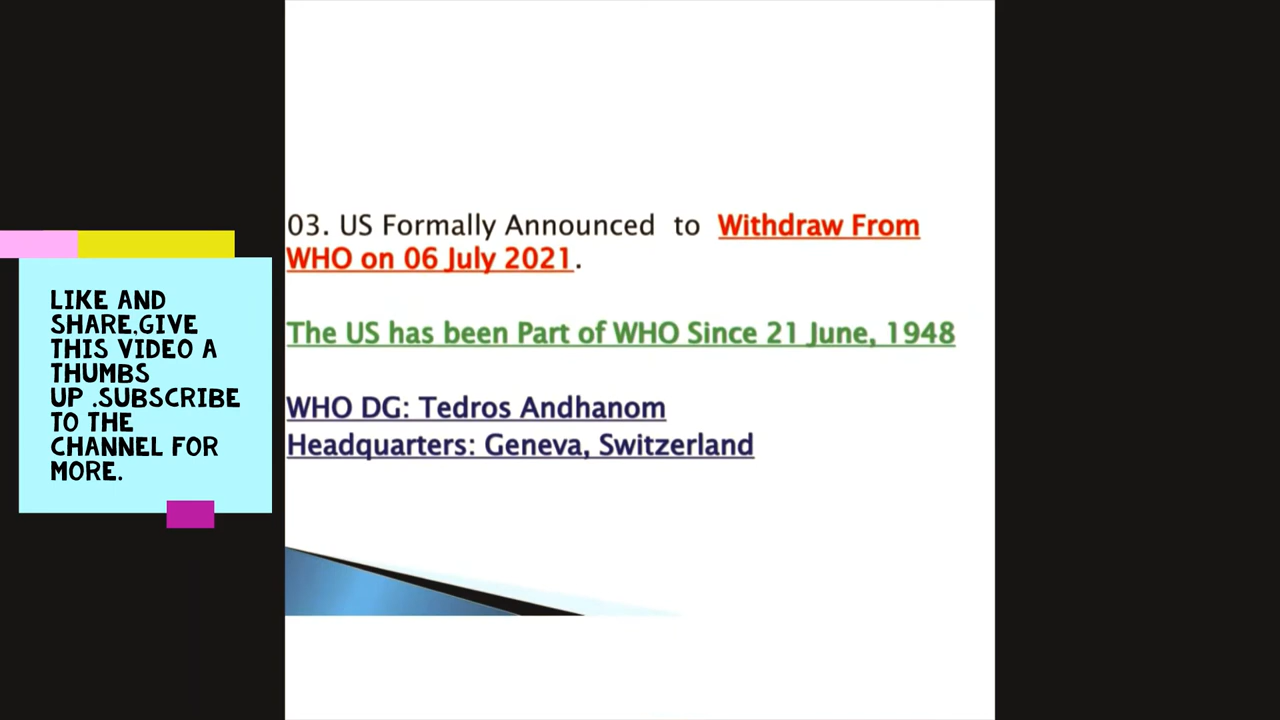 LIKE AND
SHARE,GIVE
THIS VIDEO A
THUMBS
UP .SUBSCRIBE
TO THE
CHANNEL FOR
MORE.
03. US Formally Announced to Withdraw From
WHO on 06 July 2021.
The US has been Part of WHO Since 21 June, 1948
WHO DG: Tedros Andhanom
Headquarters: Geneva, Switzerland